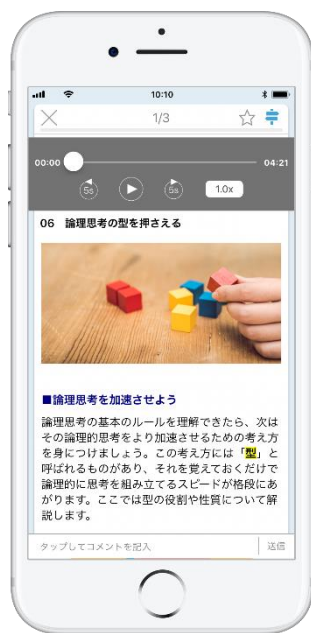 10:10
1/3
00:00
04:21
5s
5s
1.0x
06 論理思考の型を押さえる
■論理思考を加速させよう
論理思考の基本のルールを理解できたら、次は
その論理的思考をより加速させるための考え方
を身につけましょう。この考え方には「型」と
呼ばれるものがあり、それを覚えておくだけで
論理的に思考を組み立てるスピードが格段にあ
がります。ここでは型の役割や性質について解
説します。
タップしてコメントを記入
送信